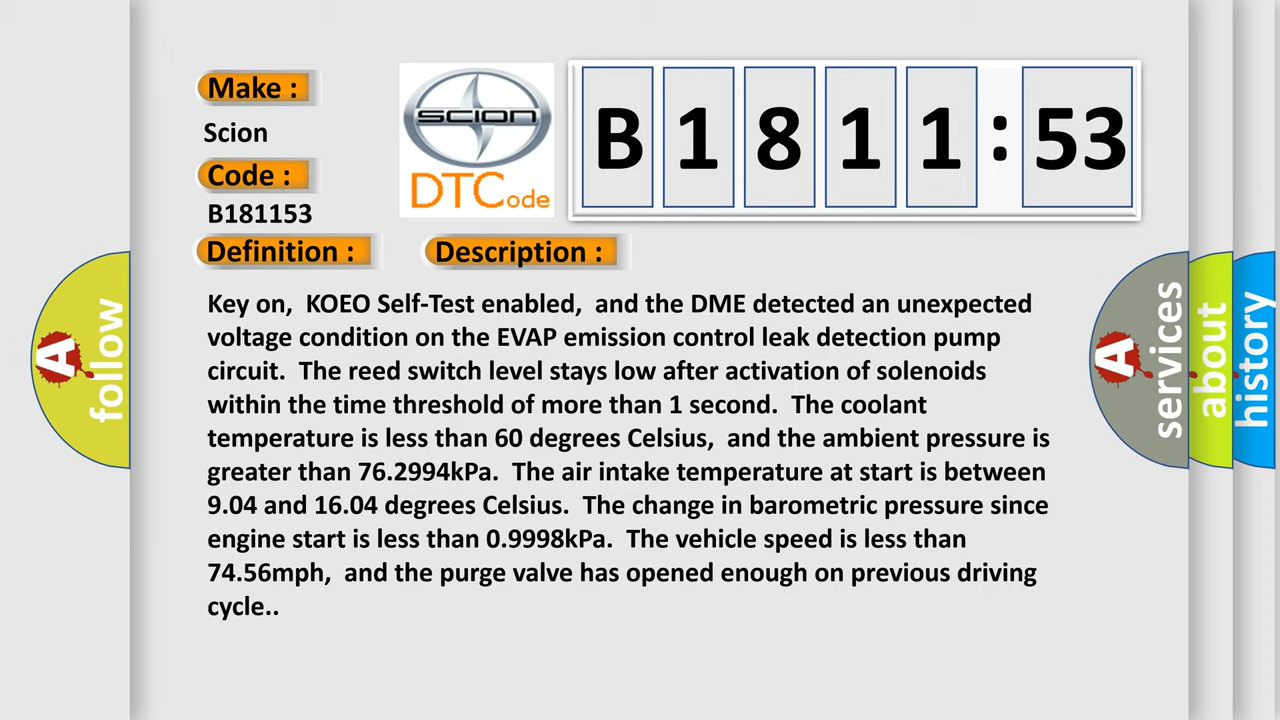 Make :
Scion
Code :
B181153
SCION
DTCode
B 1 8 1 1 : 53
Definition :
Description :
Key on,  KOEO Self-Test enabled,  and the DME detected an unexpected
voltage condition on the EVAP emission control leak detection pump
circuit.  The reed switch level stays low after activation of solenoids
within the time threshold of more than 1 second.  The coolant
temperature is less than 60 degrees Celsius,  and the ambient pressure is
greater than 76.2994kPa.  The air intake temperature at start is between
9.04 and 16.04 degrees Celsius.  The change in barometric pressure since
engine start is less than 0.9998kPa.  The vehicle speed is less than
74.56mph,  and the purge valve has opened enough on previous driving
cycle..
A follow
A services
about
history